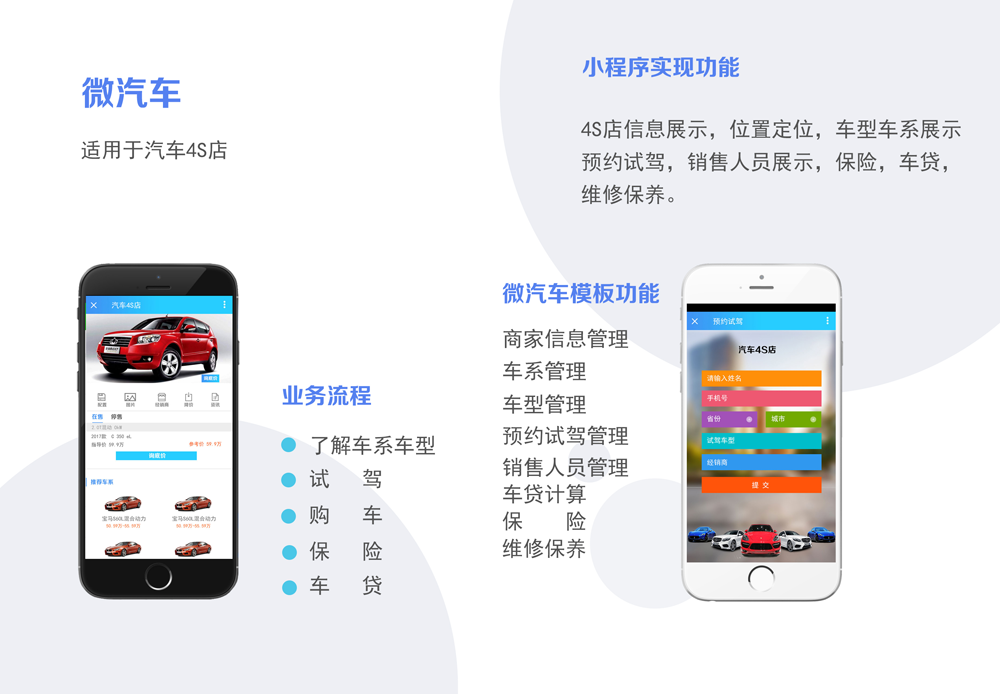 微汽车
适用于汽车4S店
小程序实现功能
4S店信息展示，位置定位，车型车系展示
预约试驾，销售人员展示，保险，车贷，
维修保养。
汽车4S店
询底价
配置
图片
经销商
降价
资讯
在售 停售
2017款 C 350 eL
指导价 59.9万
参考价 59.9万
询底价
推荐车系
宝马560L混合动力
宝马560L混合动力
业务流程
了解车系车型
试 驾
购 车
保 险
车 贷
微汽车模板功能
商家信息管理
车系管理
车型管理
预约试驾管理
销售人员管理
车贷计算
保 险
维修保养
预约试驾
汽车4S店
请输入姓名
手机号
省份
城市
试驾车型
经销商
提 交